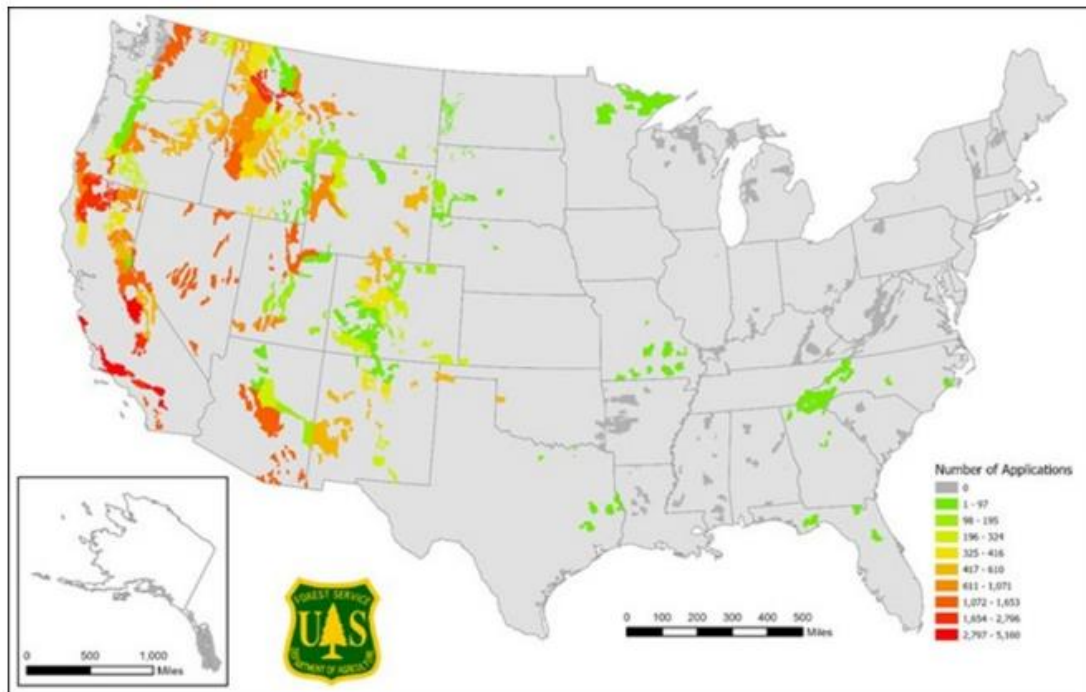 Number of Applications
0
1 - 97
98 - 195
196 - 324
325 - 416
417 - 610
611 - 1,071
1,072 - 1,653
1,654 - 2,796
2,797 - 5,160
0 100 200 300 400 500
Miles
FOREST SERVICE
U S
DEPARTMENT OF AGRICULTURE
0 500 1,000
Miles